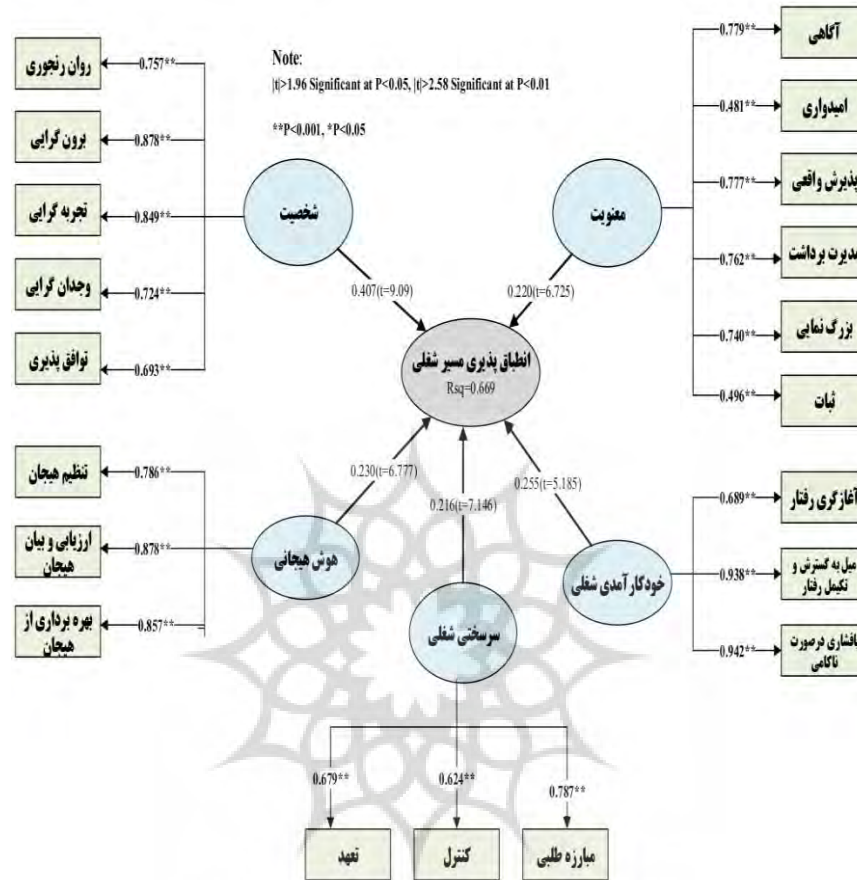 Note:
|t|>1.96 Significant at P<0.05, |t|>2.58 Significant at P<0.01
**P<0.001, *P<0.05
روان رنجوری
0.757**
برون گرایی
0.878**
تجربه گرایی
0.849**
وجدان گرایی
0.724**
توافق پذیری
0.693**
شخصیت
0.407(t=9.09)
معنویت
0.220(t=6.725)
0.779**
آگاهی
0.481**
امیدواری
0.777**
پذیرش واقعی
0.762**
مدیرت برداشت
0.740**
بزرگ نمایی
0.496**
ثبات
انطباق پذیری مسیر شغلی
Rsq=0.669
تنظیم هیجان
0.786**
ارزیابی و بیان
هیجان
0.878**
بهره برداری از
هیجان
0.857**
هوش هیجانی
0.230(t=6.777)
سرسختی شغلی
0.216(t=7.146)
خودکارآمدی شغلی
0.255(t=5.185)
0.689**
آغازگری رفتار
0.938**
میل به گسترش و
تکیمل رفتار
0.942**
پافشاری درصورت
ناکامی
0.679**
0.624**
0.787**
تعهد
کنترل
مبارزه طلبی